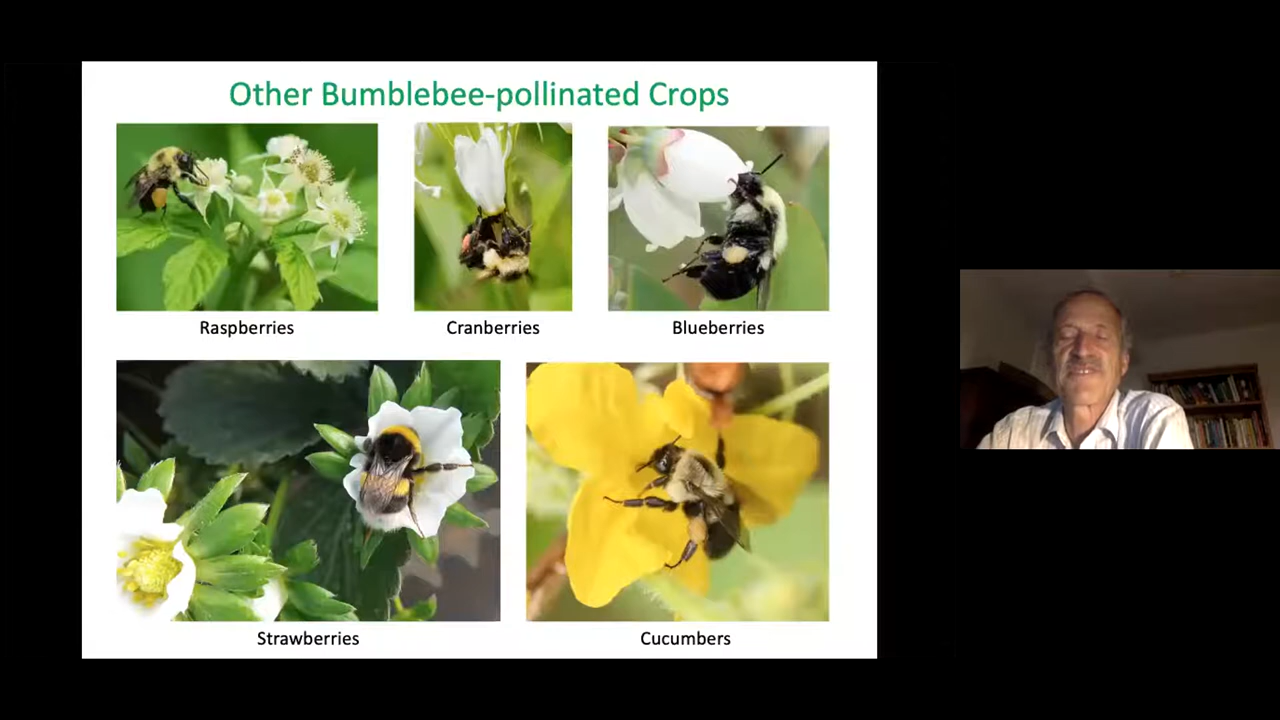 Other Bumblebee-pollinated Crops
Raspberries
Cranberries
Blueberries
Strawberries
Cucumbers